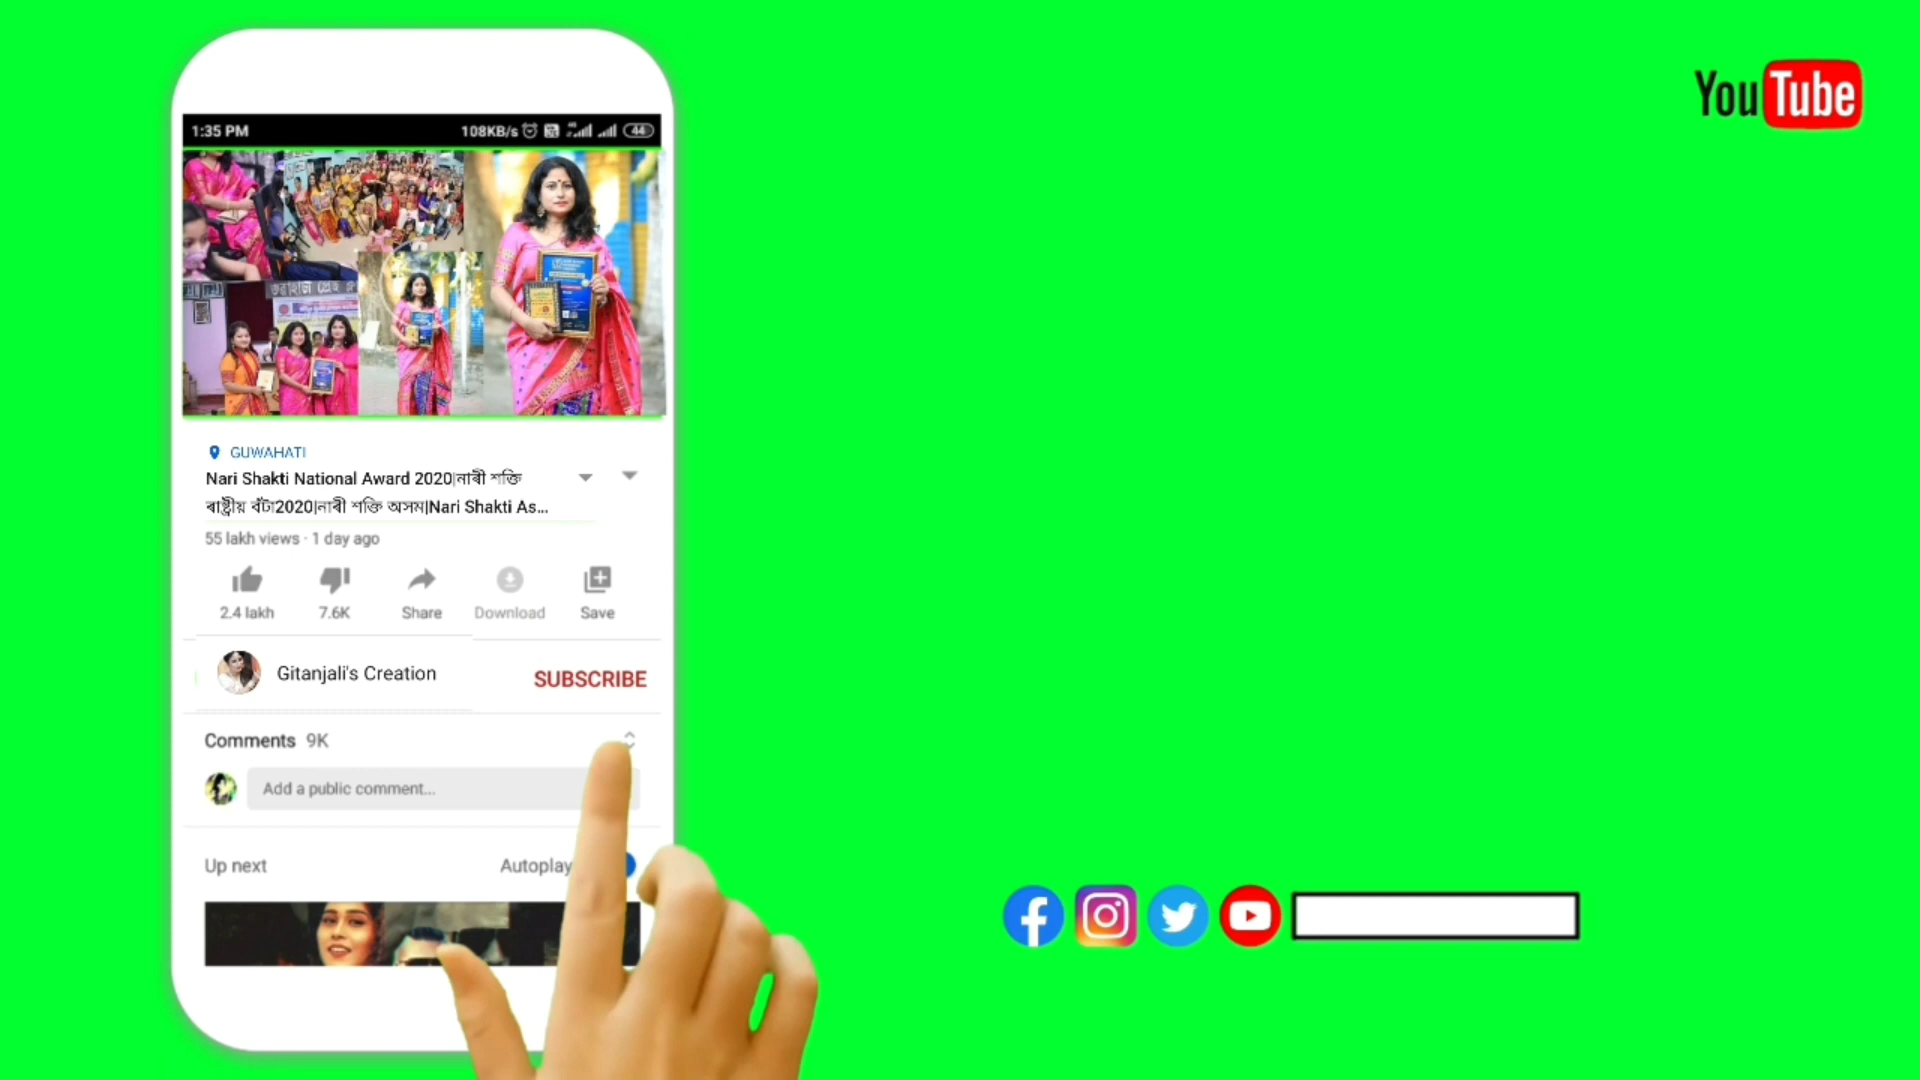 YouTube
1:35 PM 108KB/s 44
GUWAHATI
Nari Shakti National Award 2020|নাৰী শক্তি
ৰাষ্ট্ৰীয় বঁটা2020|নাৰী শক্তি অসম|Nari Shakti As...
55 lakh views · 1 day ago
2.4 lakh 7.6K Share Download Save
Gitanjali's Creation SUBSCRIBE
Comments 9K
Add a public comment...
Up next Autoplay